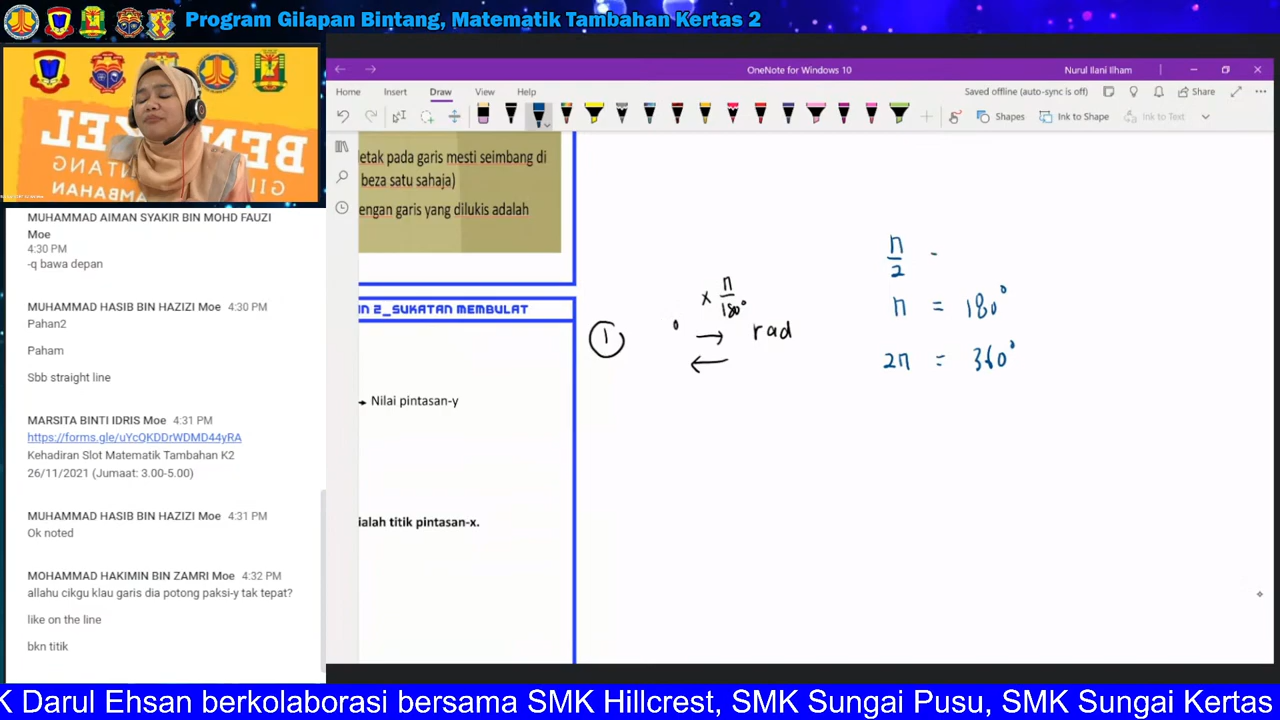 Program Gilapan Bintang, Matematik Tambahan Kertas 2
OneNote for Windows 10
Nurul Ilani Ilham
Home Insert Draw View Help
Saved offline (auto-sync is off)
Share
Shapes
Ink to Shape
Ink to Text
MUHAMMAD AIMAN SYAKIR BIN MOHD FAUZI
Moe
4:30 PM
-q bawa depan
MUHAMMAD HASIB BIN HAZIZI Moe 4:30 PM
Pahan2
Paham
Sbb straight line
MARSITA BINTI IDRIS Moe 4:31 PM
https://forms.gle/uYcQKDDrWDMD44yRA
Kehadiran Slot Matematik Tambahan K2
26/11/2021 (Jumaat: 3.00-5.00)
MUHAMMAD HASIB BIN HAZIZI Moe 4:31 PM
Ok noted
MOHAMMAD HAKIMIN BIN ZAMRI Moe 4:32 PM
allahu cikgu klau garis dia potong paksi-y tak tepat?
like on the line
bkn titik
letak pada garis mesti seimbang di
beza satu sahaja)
engan garis yang dilukis adalah
N 2_SUKATAN MEMBULAT
→ Nilai pintasan-y
ialah titik pintasan-x.
① ° → rad
←
× π/180°
π/2 -
π = 180°
2π = 360°
K Darul Ehsan berkolaborasi bersama SMK Hillcrest, SMK Sungai Pusu, SMK Sungai Kertas